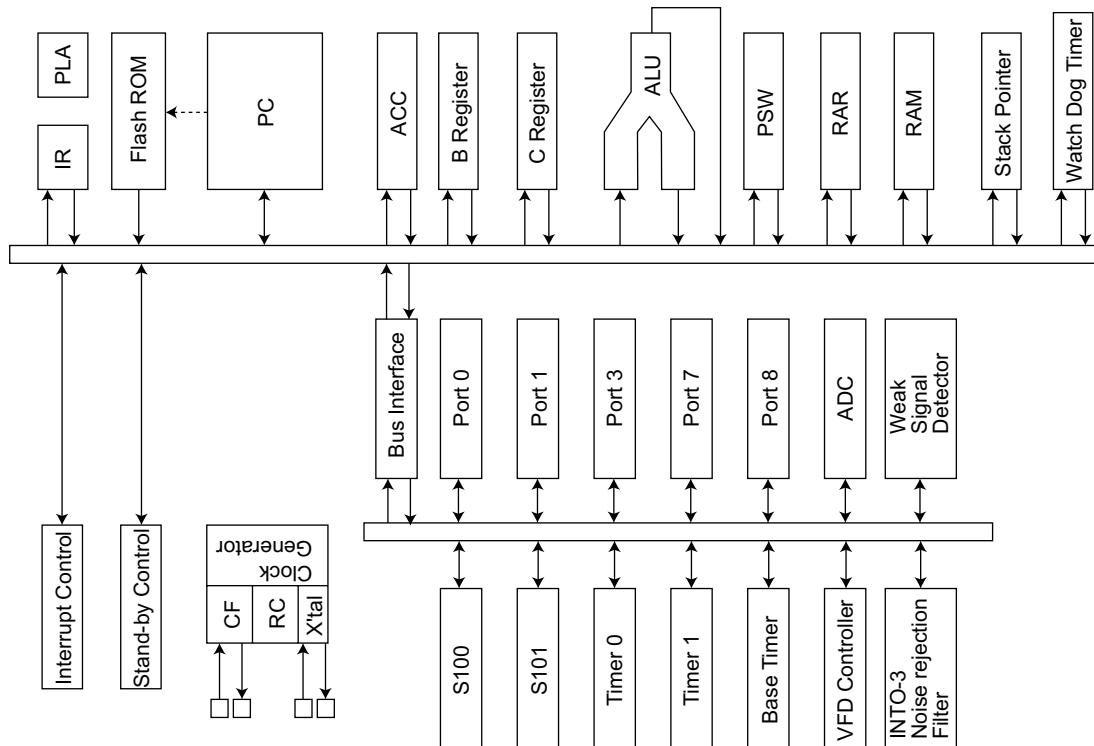 PLA
IR
Flash ROM
PC
ACC
B Register
C Register
ALU
PSW
RAR
RAM
Stack Pointer
Watch Dog Timer
Interrupt Control
Stand-by Control
Clock
Generator
CF
RC
X'tal
Bus Interface
Port 0
Port 1
Port 3
Port 7
Port 8
ADC
Weak
Signal
Detector
S100
S101
Timer 0
Timer 1
Base Timer
VFD Controller
INTO-3
Noise rejection
Filter